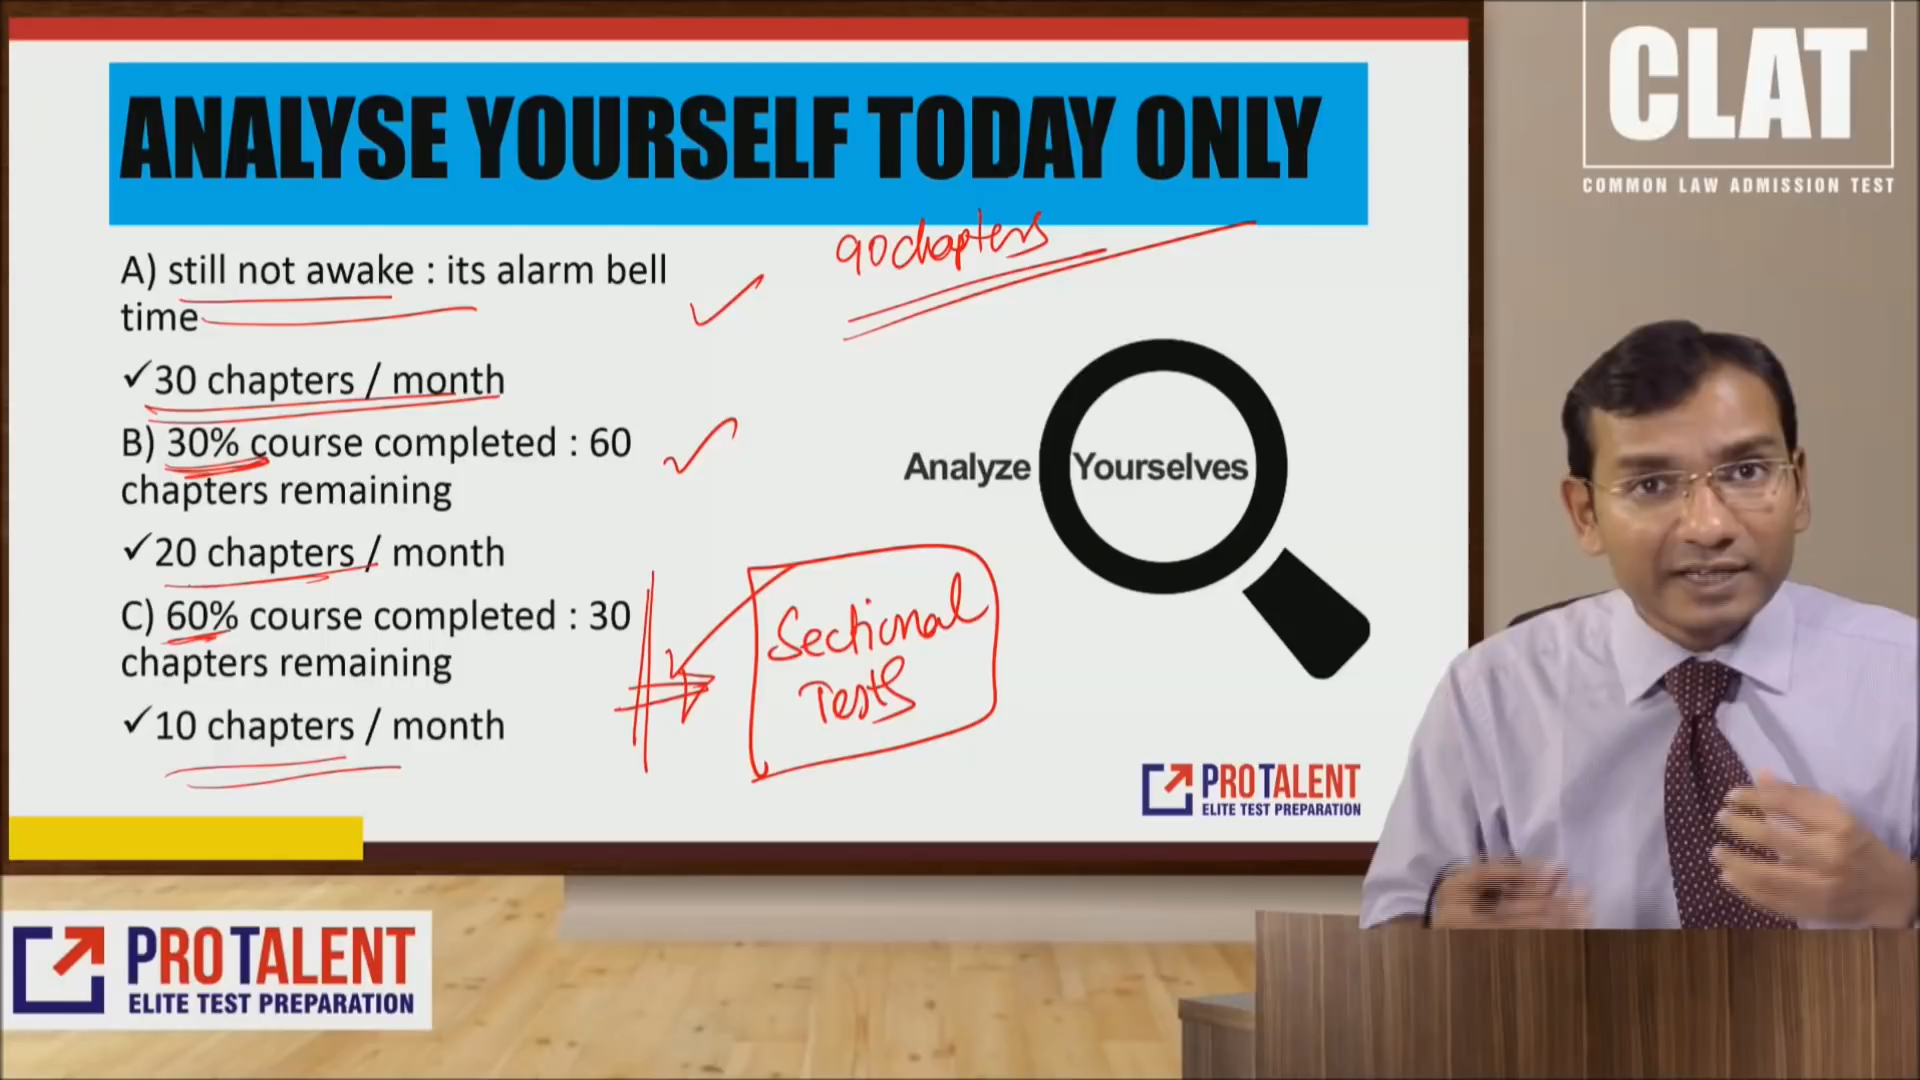 ANALYSE YOURSELF TODAY ONLY
CLAT
COMMON LAW ADMISSION TEST
90 chapters
A) still not awake : its alarm bell
time
✓30 chapters / month
B) 30% course completed : 60
chapters remaining
✓20 chapters / month
C) 60% course completed : 30
chapters remaining
✓10 chapters / month
Analyze Yourselves
Sectional
Tests
PROTALENT
ELITE TEST PREPARATION
PROTALENT
ELITE TEST PREPARATION